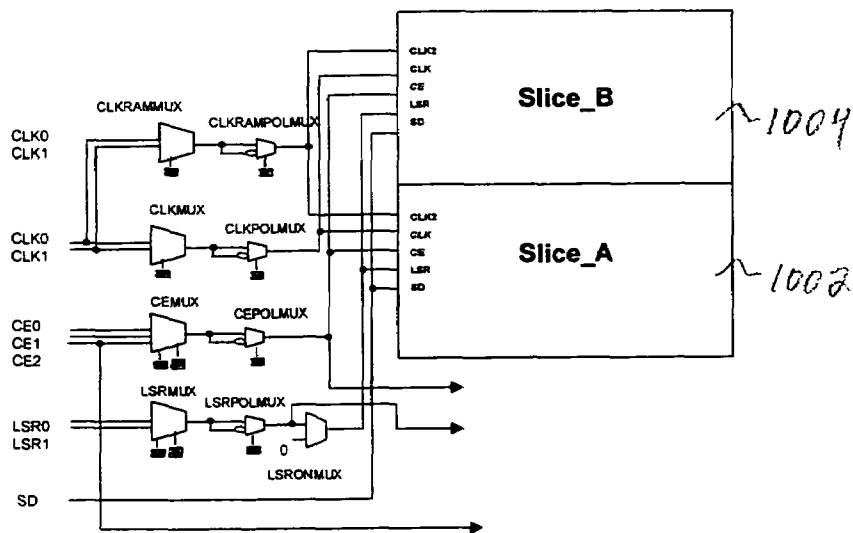 CLK2
CLK
CE
LSR
SD
Slice_B
1004
CLKRAMMUX
CLKRAMPOLMUX
CLK0
CLK1
CLKMUX
CLKPOLMUX
CLK0
CLK1
CLK2
CLK
CE
LSR
SD
Slice_A
1002
CEMUX
CEPOLMUX
CE0
CE1
CE2
LSRMUX
LSRPOLMUX
LSR0
LSR1
0
LSRONMUX
SD